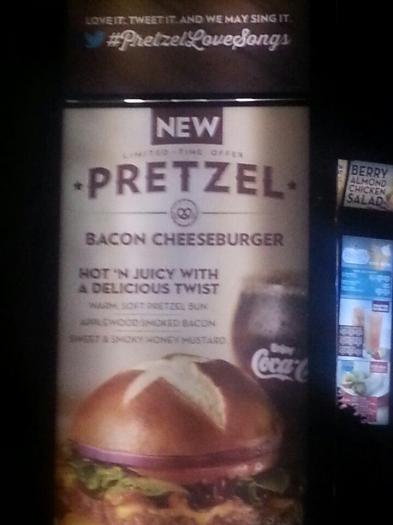 LOVE IT. TWEET IT. AND WE MAY SING IT.
#PretzelLoveSongs
NEW
LIMITED-TIME OFFER
PRETZEL
BACON CHEESEBURGER
HOT 'N JUICY WITH
A DELICIOUS TWIST
WARM, SOFT PRETZEL BUN
APPLEWOOD SMOKED BACON
SWEET & SMOKY HONEY MUSTARD
Enjoy
Coca-C
BERRY
ALMOND
CHICKEN
SALAD